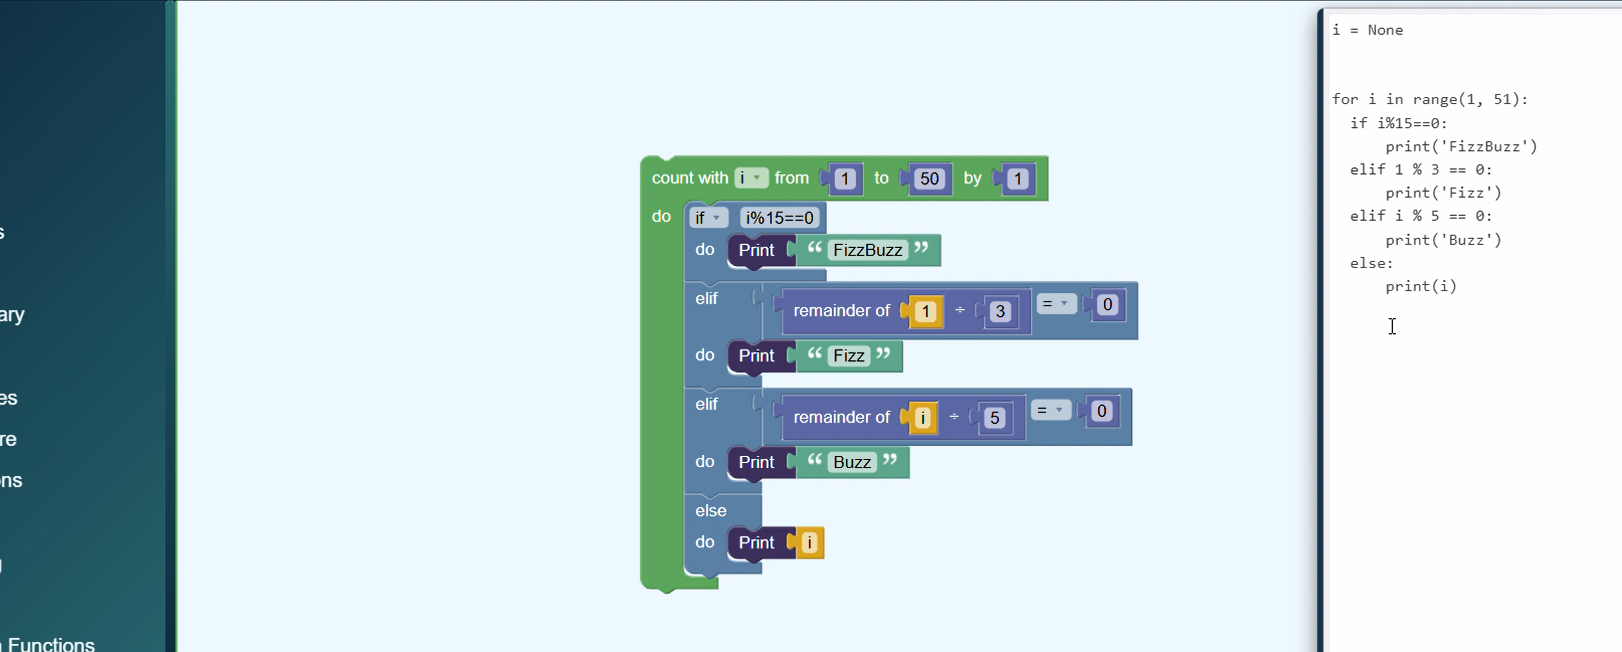 s
ary
es
re
ons
g
n Functions
count with i from 1 to 50 by 1
do if i%15==0
do Print “ FizzBuzz ”
elif remainder of 1 ÷ 3 = 0
do Print “ Fizz ”
elif remainder of i ÷ 5 = 0
do Print “ Buzz ”
else
do Print i
i = None
for i in range(1, 51):
if i%15==0:
print('FizzBuzz')
elif 1 % 3 == 0:
print('Fizz')
elif i % 5 == 0:
print('Buzz')
else:
print(i)